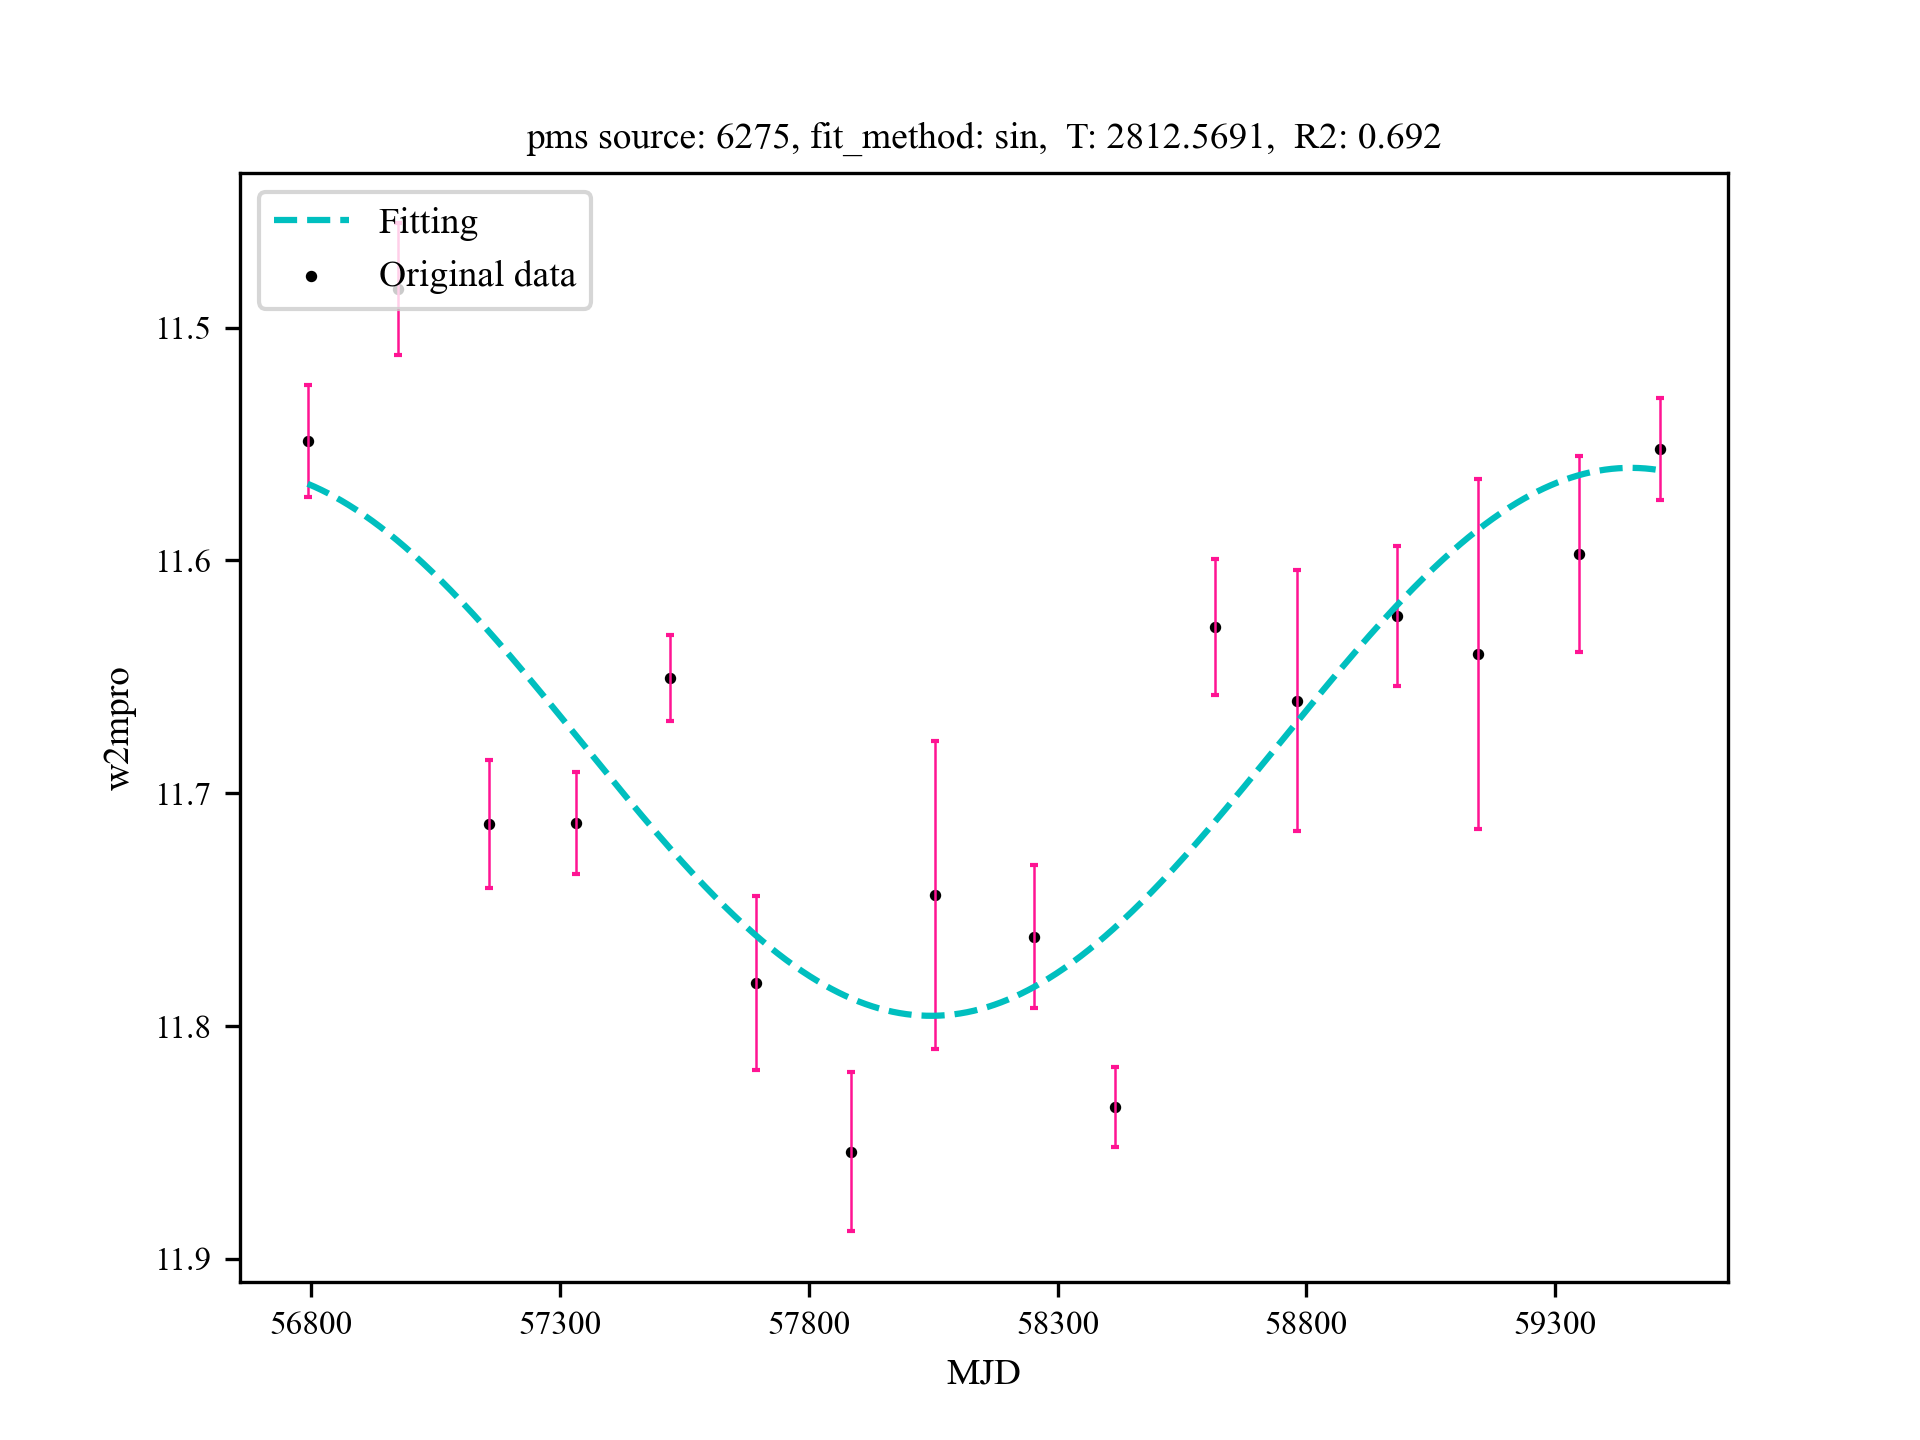 pms source: 6275, fit_method: sin,  T: 2812.5691,  R2: 0.692
Fitting
Original data
11.5
11.6
11.7
11.8
11.9
w2mpro
56800 57300 57800 58300 58800 59300
MJD